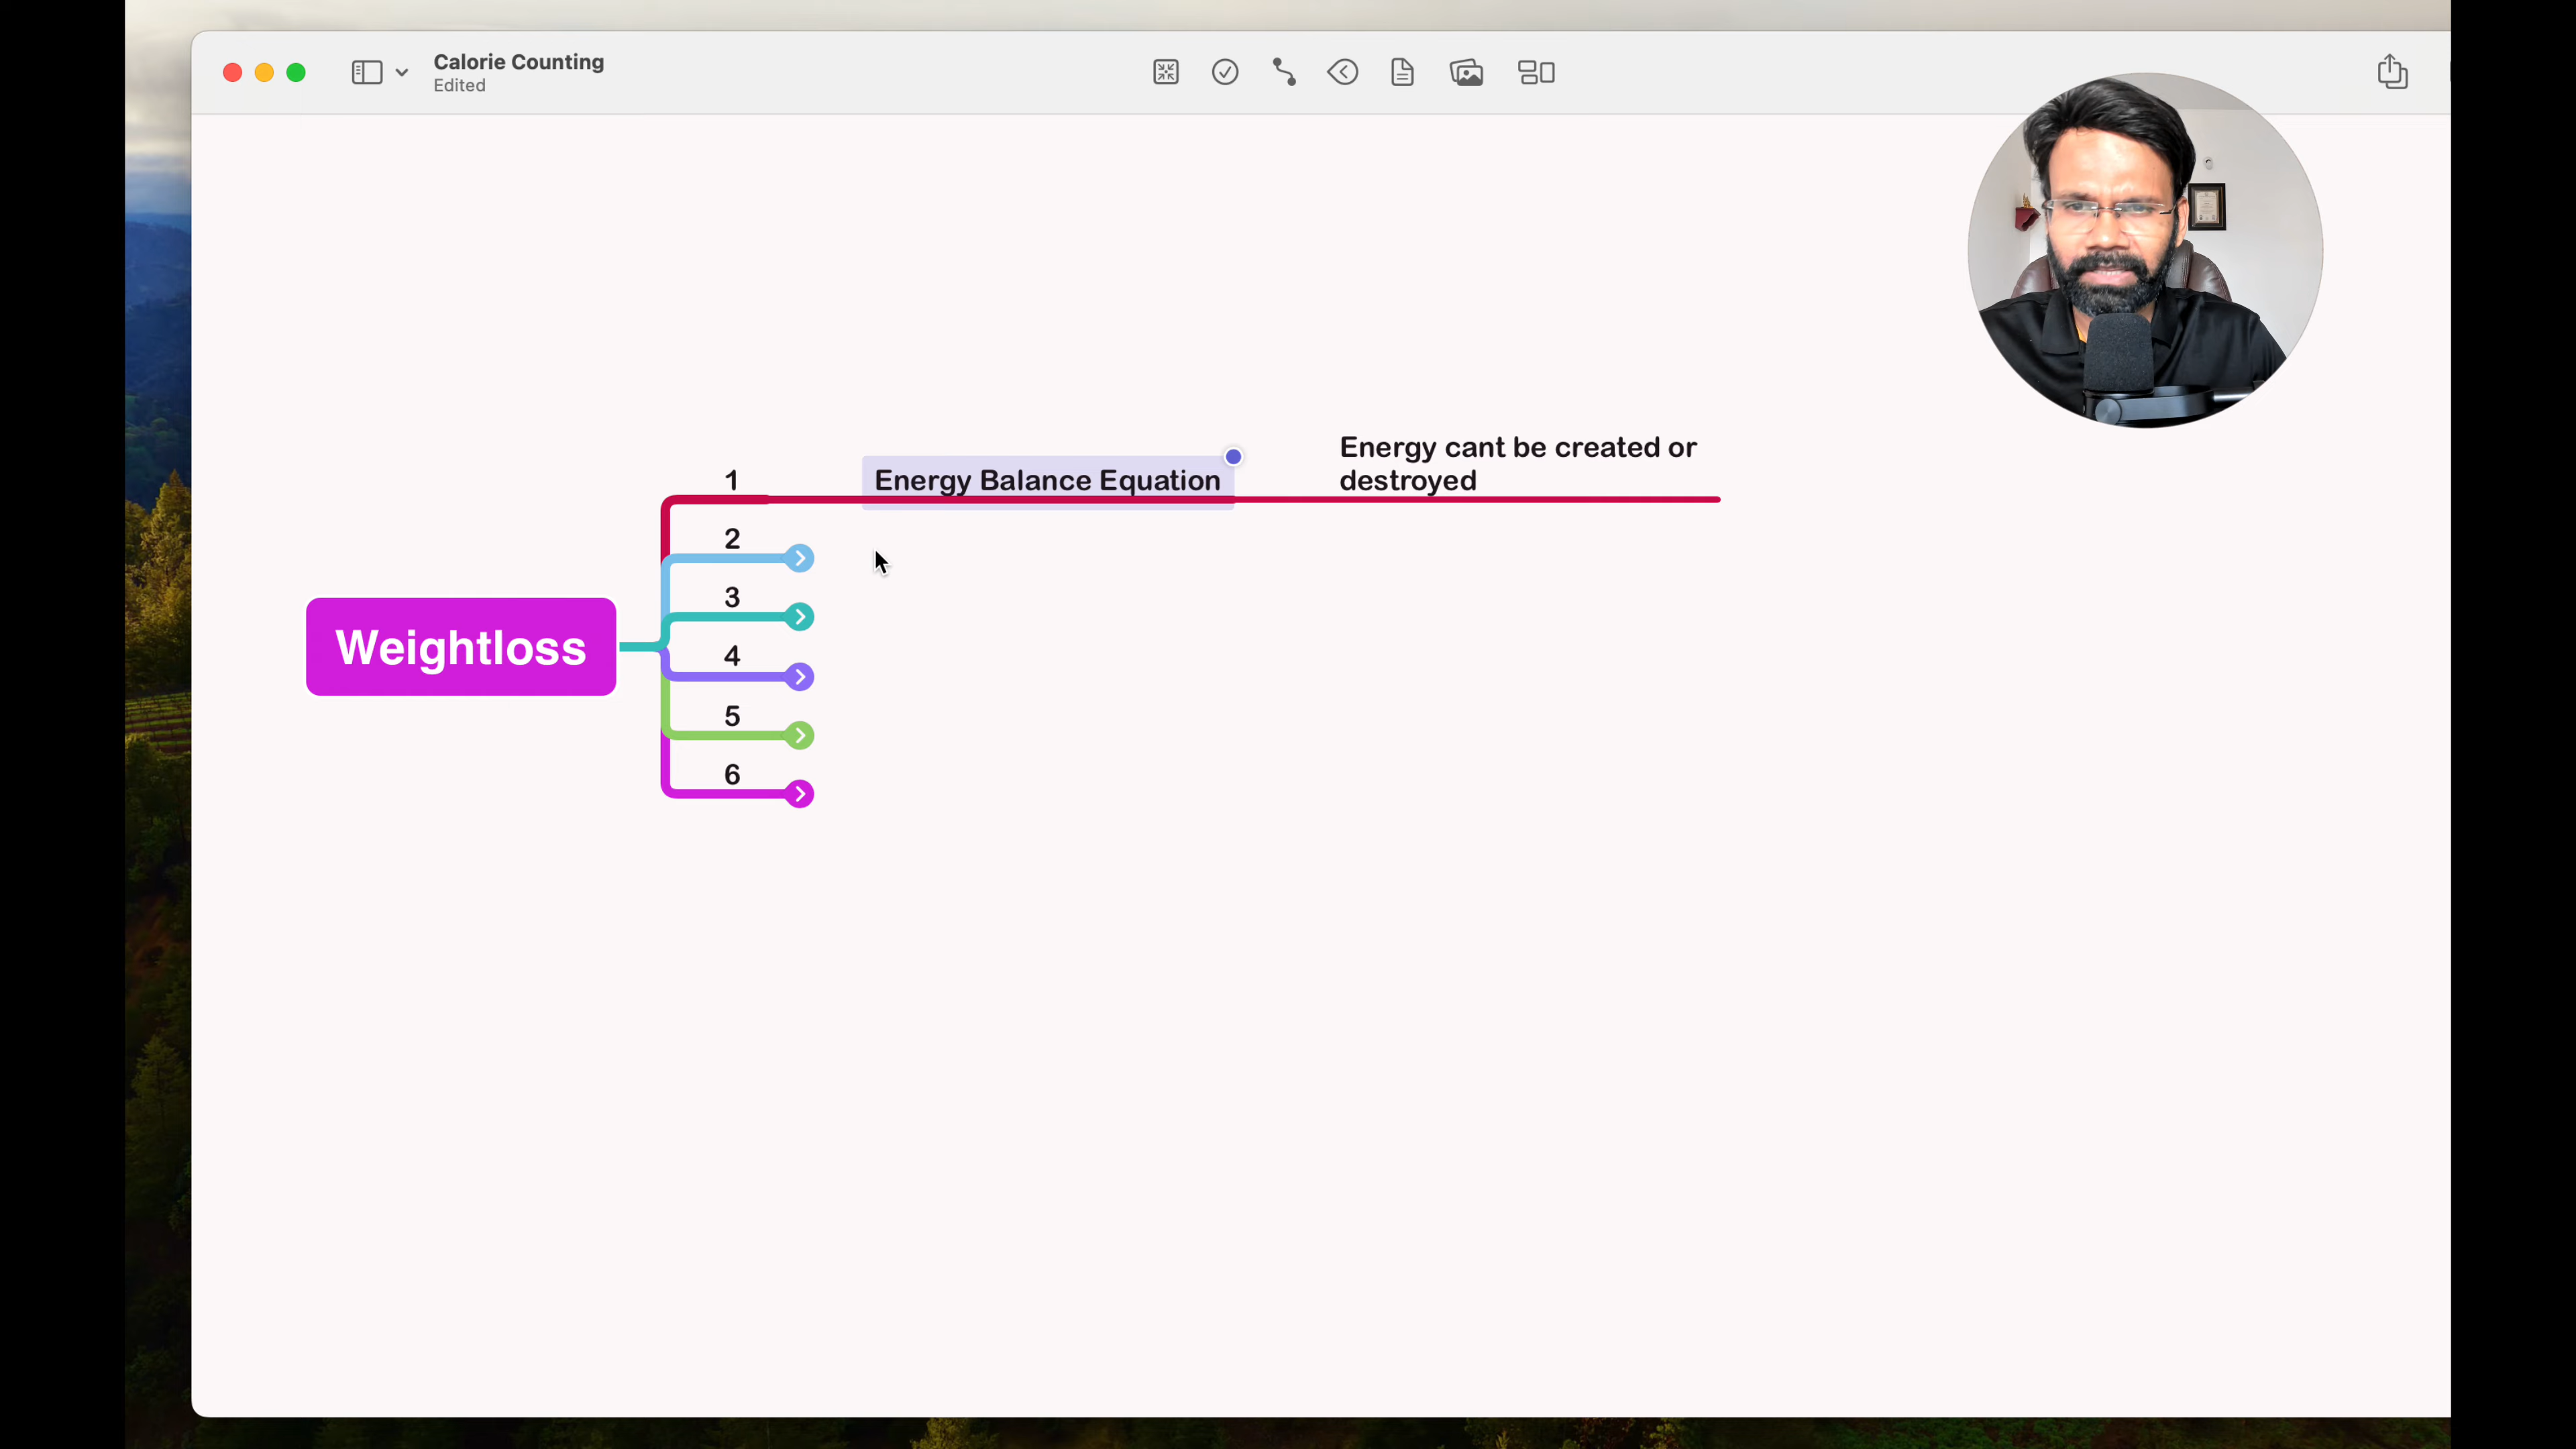 Calorie Counting
Edited
Energy cant be created or
destroyed
1
Energy Balance Equation
2
3
Weightloss
4
5
6